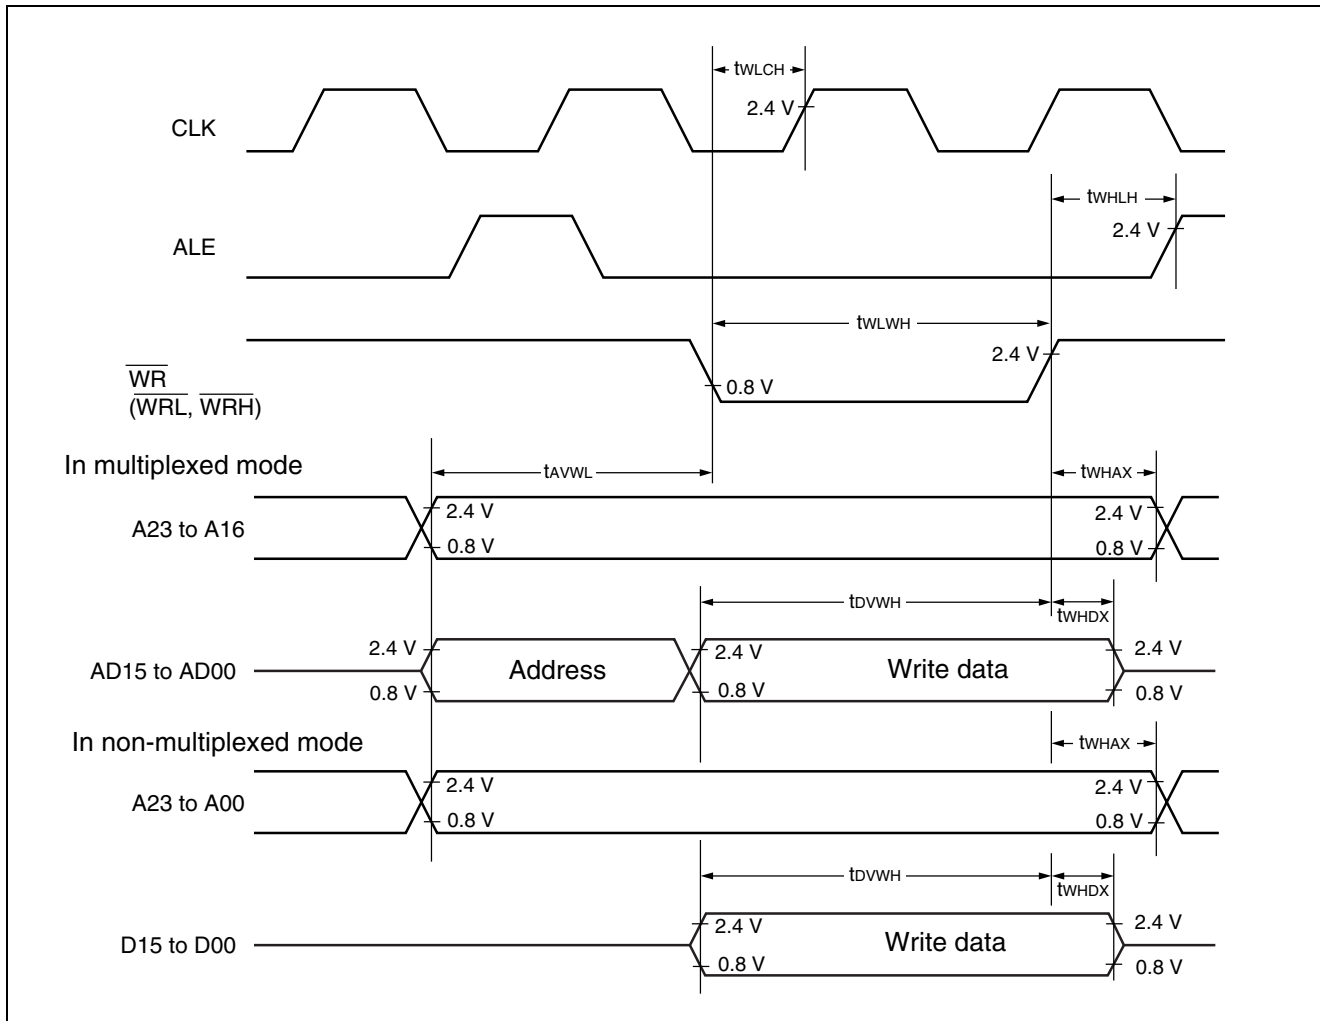 tWLCH
2.4 V
CLK
tWHLH
2.4 V
ALE
tWLWH
2.4 V
0.8 V
WR
(WRL, WRH)
In multiplexed mode
tAVWL
tWHAX
2.4 V
2.4 V
A23 to A16
0.8 V
0.8 V
tDVWH
tWHDX
2.4 V
2.4 V
2.4 V
AD15 to AD00
Address
Write data
0.8 V
0.8 V
0.8 V
In non-multiplexed mode
tWHAX
2.4 V
2.4 V
A23 to A00
0.8 V
0.8 V
tDVWH
tWHDX
2.4 V
2.4 V
D15 to D00
Write data
0.8 V
0.8 V